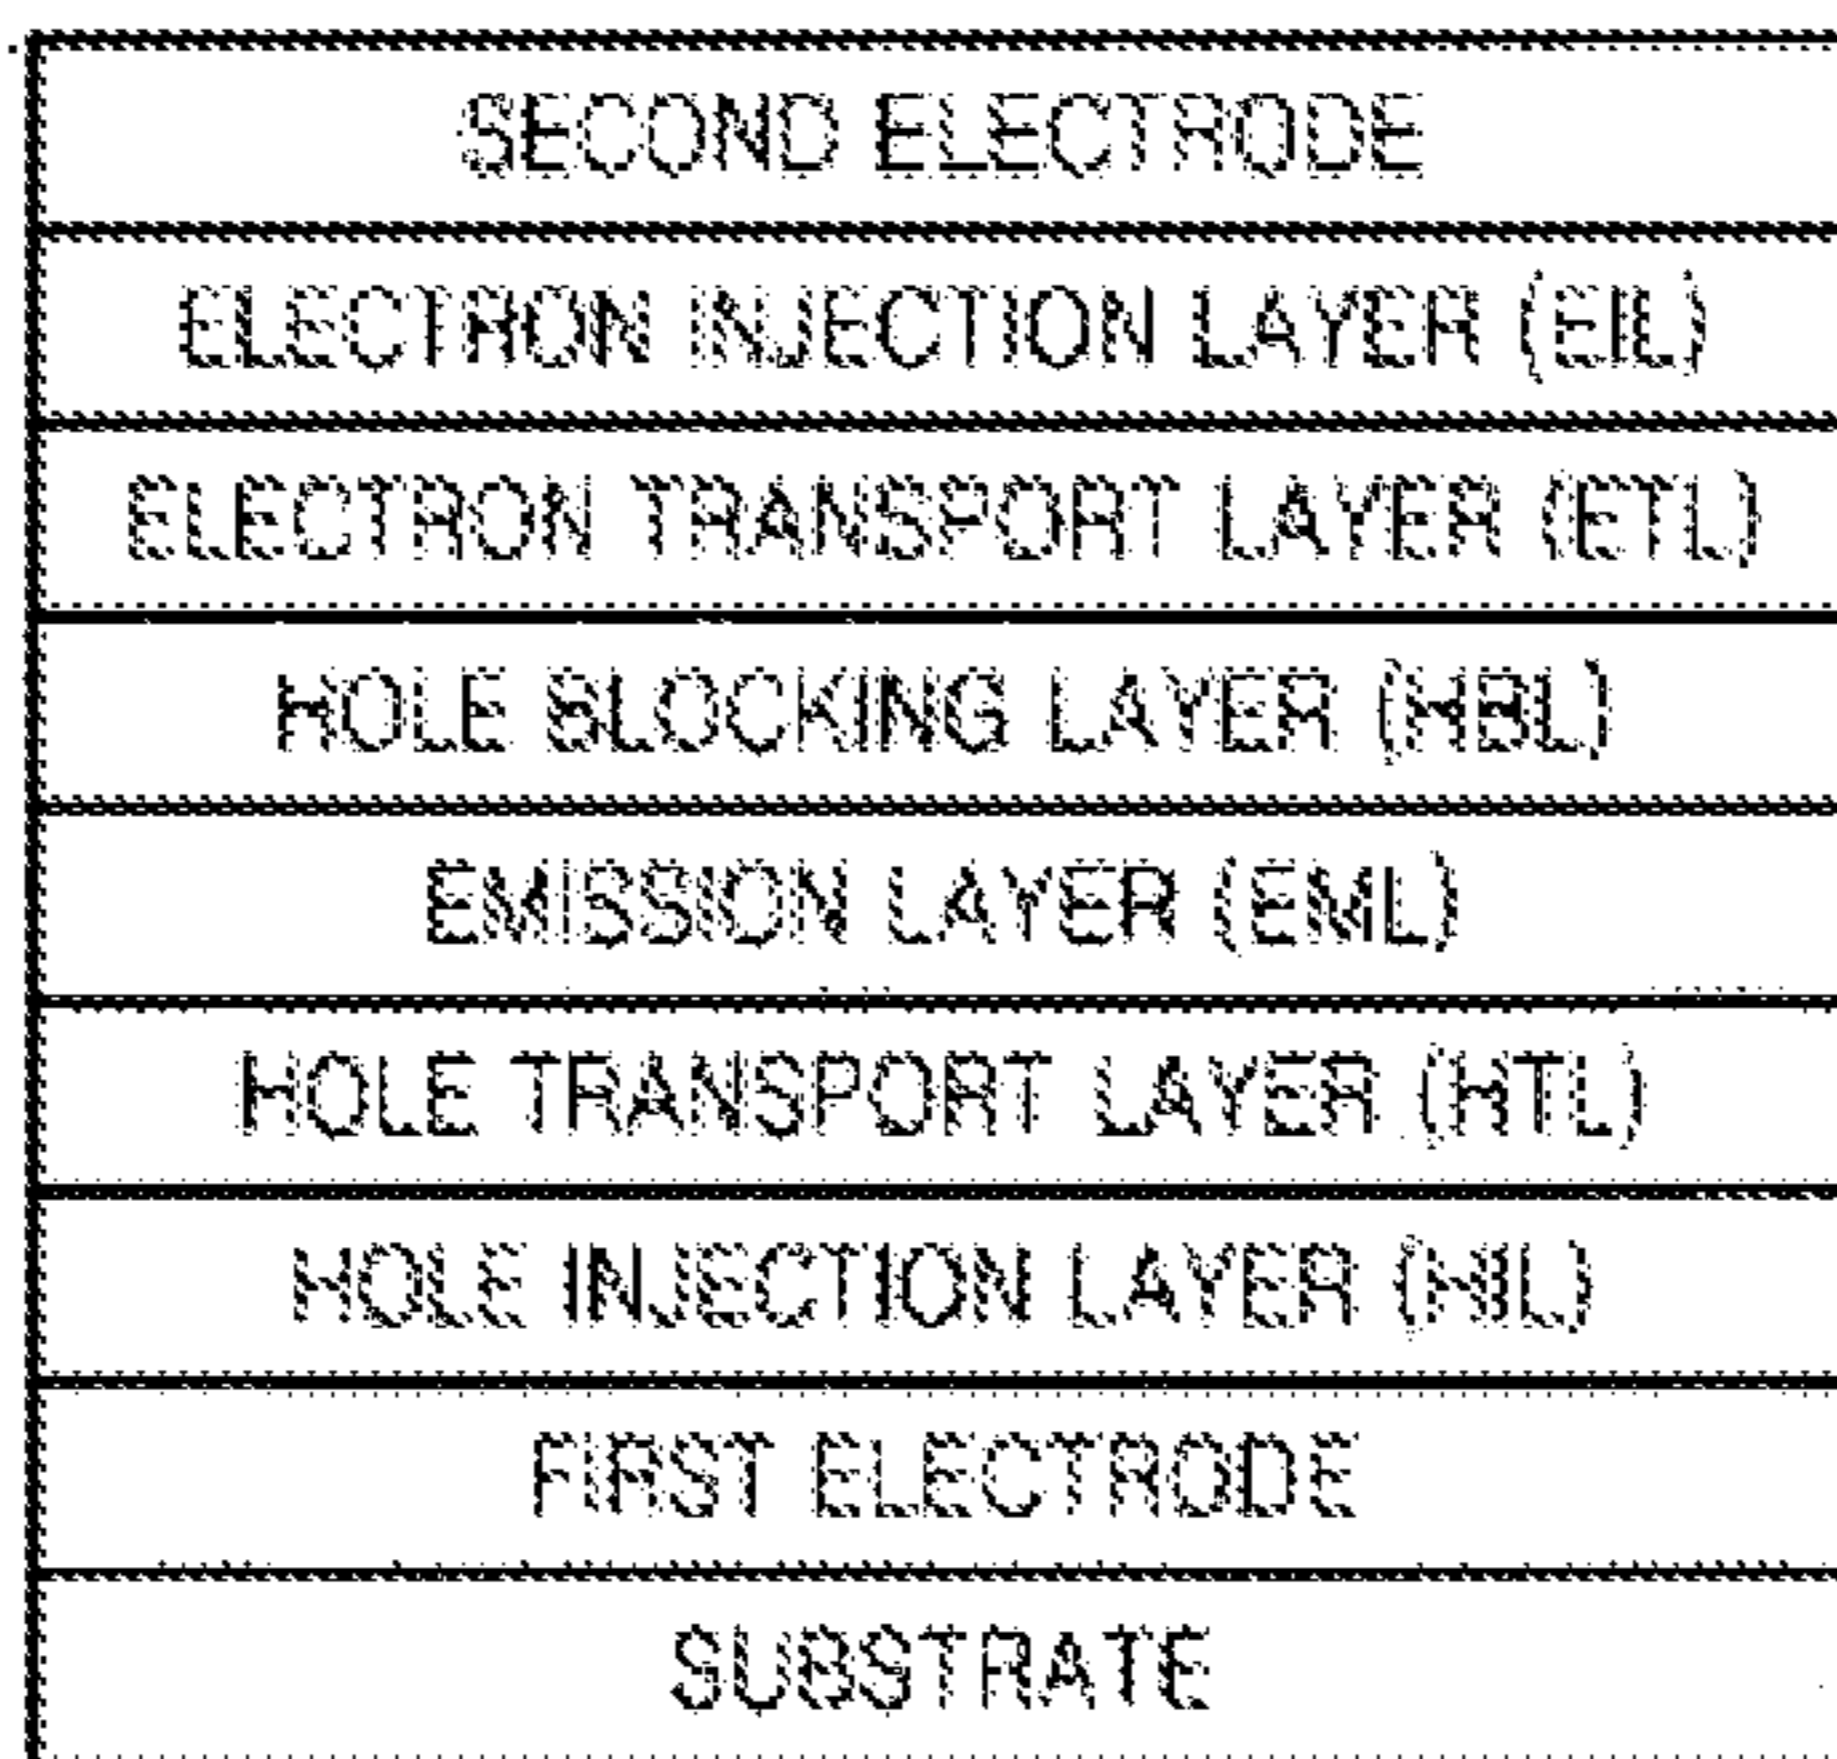 SECOND ELECTRODE
ELECTRON INJECTION LAYER (EIL)
ELECTRON TRANSPORT LAYER (ETL)
HOLE BLOCKING LAYER (HBL)
EMISSION LAYER (EML)
HOLE TRANSPORT LAYER (HTL)
HOLE INJECTION LAYER (HIL)
FIRST ELECTRODE
SUBSTRATE